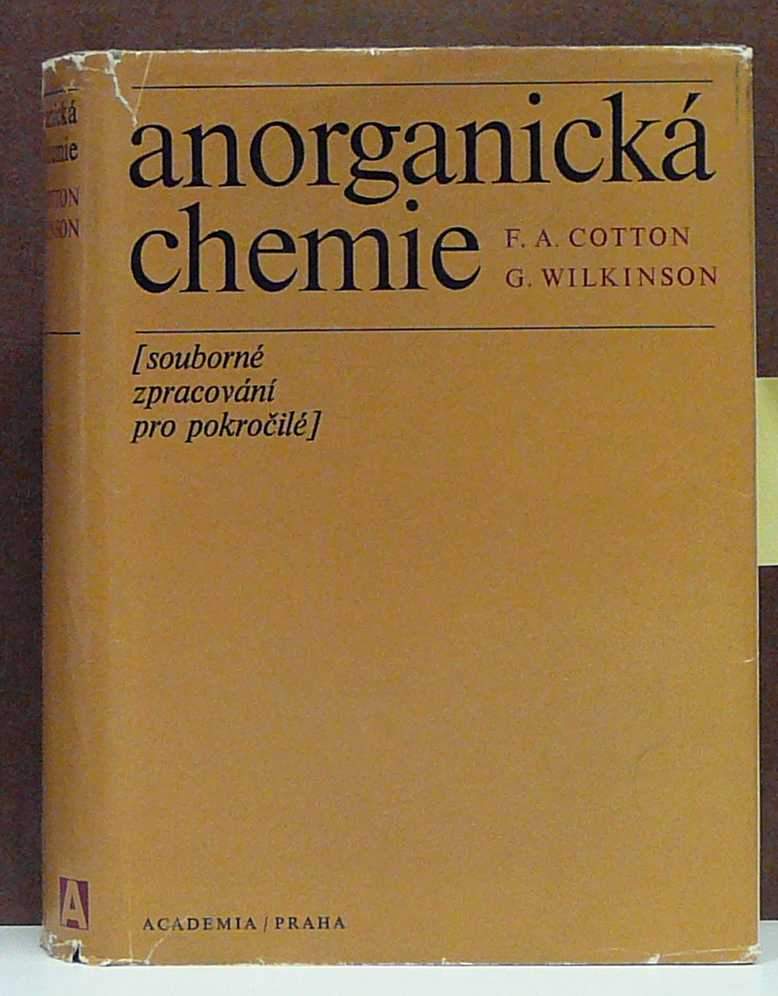 anorganická
chemie
F. A. COTTON
G. WILKINSON
[souborné
zpracování
pro pokročilé]
ACADEMIA / PRAHA
A